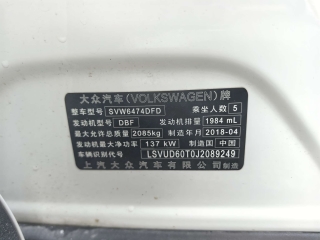 大众汽车(VOLKSWAGEN)牌
整车型号 SVW6474DFD 乘坐人数 5
发动机型号 DBF 发动机排量 1984 mL
最大允许总质量 2085kg 制造年月 2018-04
发动机最大净功率 137 kW 制造国 中国
车辆识别代号 LSVUD60T0J2089249
上汽大众汽车有限公司制造